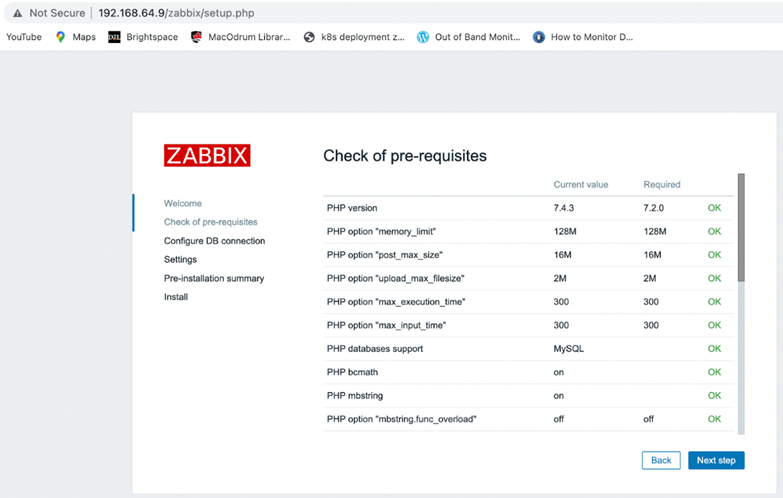 Not Secure | 192.168.64.9/zabbix/setup.php
YouTube Maps D2L Brightspace MacOdrum Librar... k8s deployment z... Out of Band Monit... How to Monitor D...
ZABBIX
Welcome
Check of pre-requisites
Configure DB connection
Settings
Pre-installation summary
Install
Check of pre-requisites
Current value Required
PHP version 7.4.3 7.2.0 OK
PHP option "memory_limit" 128M 128M OK
PHP option "post_max_size" 16M 16M OK
PHP option "upload_max_filesize" 2M 2M OK
PHP option "max_execution_time" 300 300 OK
PHP option "max_input_time" 300 300 OK
PHP databases support MySQL OK
PHP bcmath on OK
PHP mbstring on OK
PHP option "mbstring.func_overload" off off OK
Back Next step